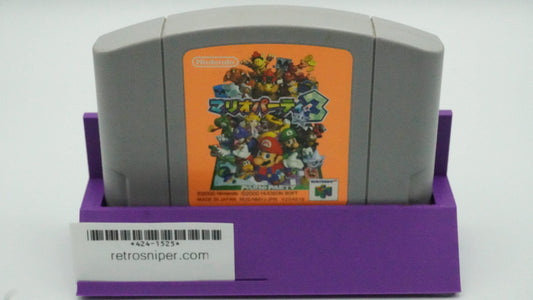 Nintendo
マリオパーティ3
MARIO PARTY
©2000 Nintendo ©2000 HUDSON SOFT
MADE IN JAPAN
NINTENDO 64
*424-1525*
retrosniper.com